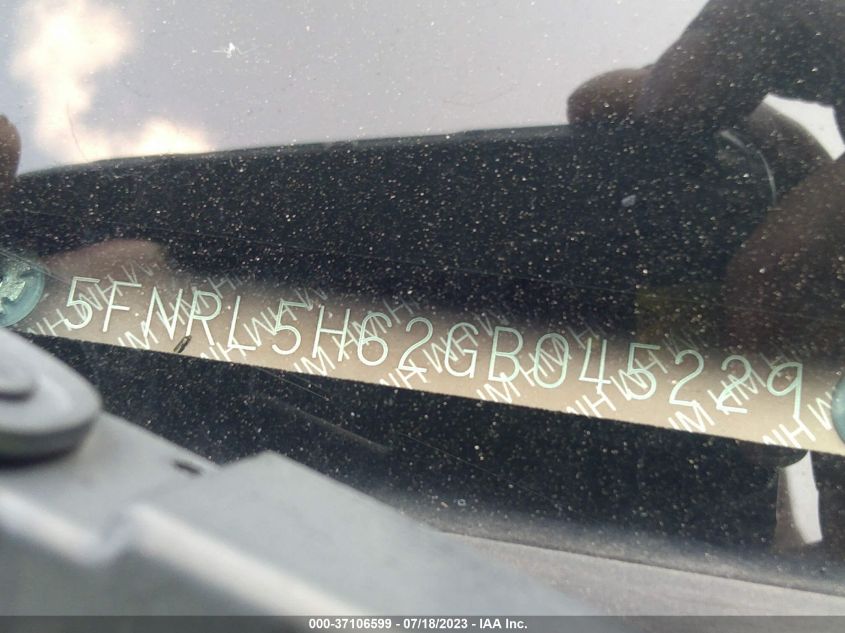 5FNRL5H62GB045229
000-37106599 - 07/18/2023 - IAA Inc.